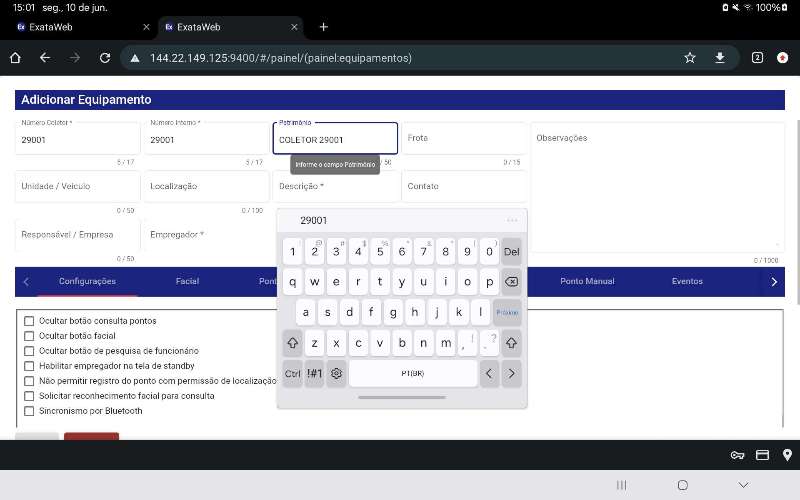 15:01 seg., 10 de jun. 100%
ExataWeb ExataWeb
144.22.149.125:9400/#/painel/(painel:equipamentos) 2
Adicionar Equipamento
Número Coletor * Número Interno * Patrimônio
29001 29001 COLETOR 29001 Frota Observações
5 / 17 5 / 17 / 50 0 / 15
Informe o campo Patrimônio
Unidade / Veículo Localização Descrição * Contato
0 / 50 0 / 100
Responsável / Empresa Empregador *
0 / 50 0 / 1000
29001 ...
Configurações Facial Pont Ponto Manual Eventos
1 2 3 4 5 6 7 8 9 0 Del
q w e r t y u i o p
a s d f g h j k l Próximo
z x c v b n m , ! . ?
Ctrl !#1 PT(BR)
Ocultar botão consulta pontos
Ocultar botão facial
Ocultar botão de pesquisa de funcionário
Habilitar empregador na tela de standby
Não permitir registro do ponto com permissão de localização
Solicitar reconhecimento facial para consulta
Sincronismo por Bluetooth